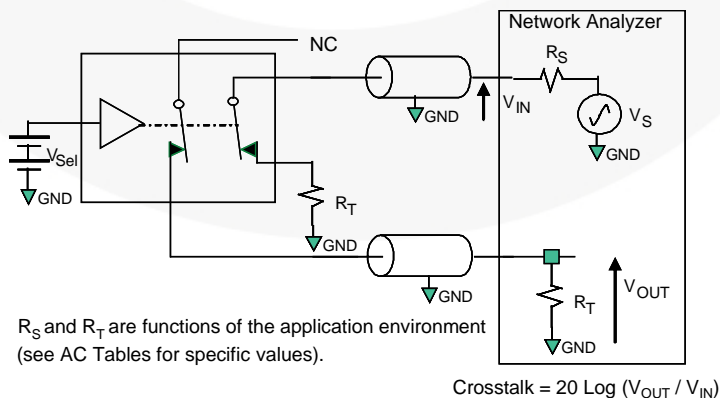 Network Analyzer
NC
R_S
V_IN
V_S
GND
GND
V_Sel
GND
R_T
GND
GND
V_OUT
R_T
GND
R_S and R_T are functions of the application environment
(see AC Tables for specific values).
Crosstalk = 20 Log (V_OUT / V_IN)